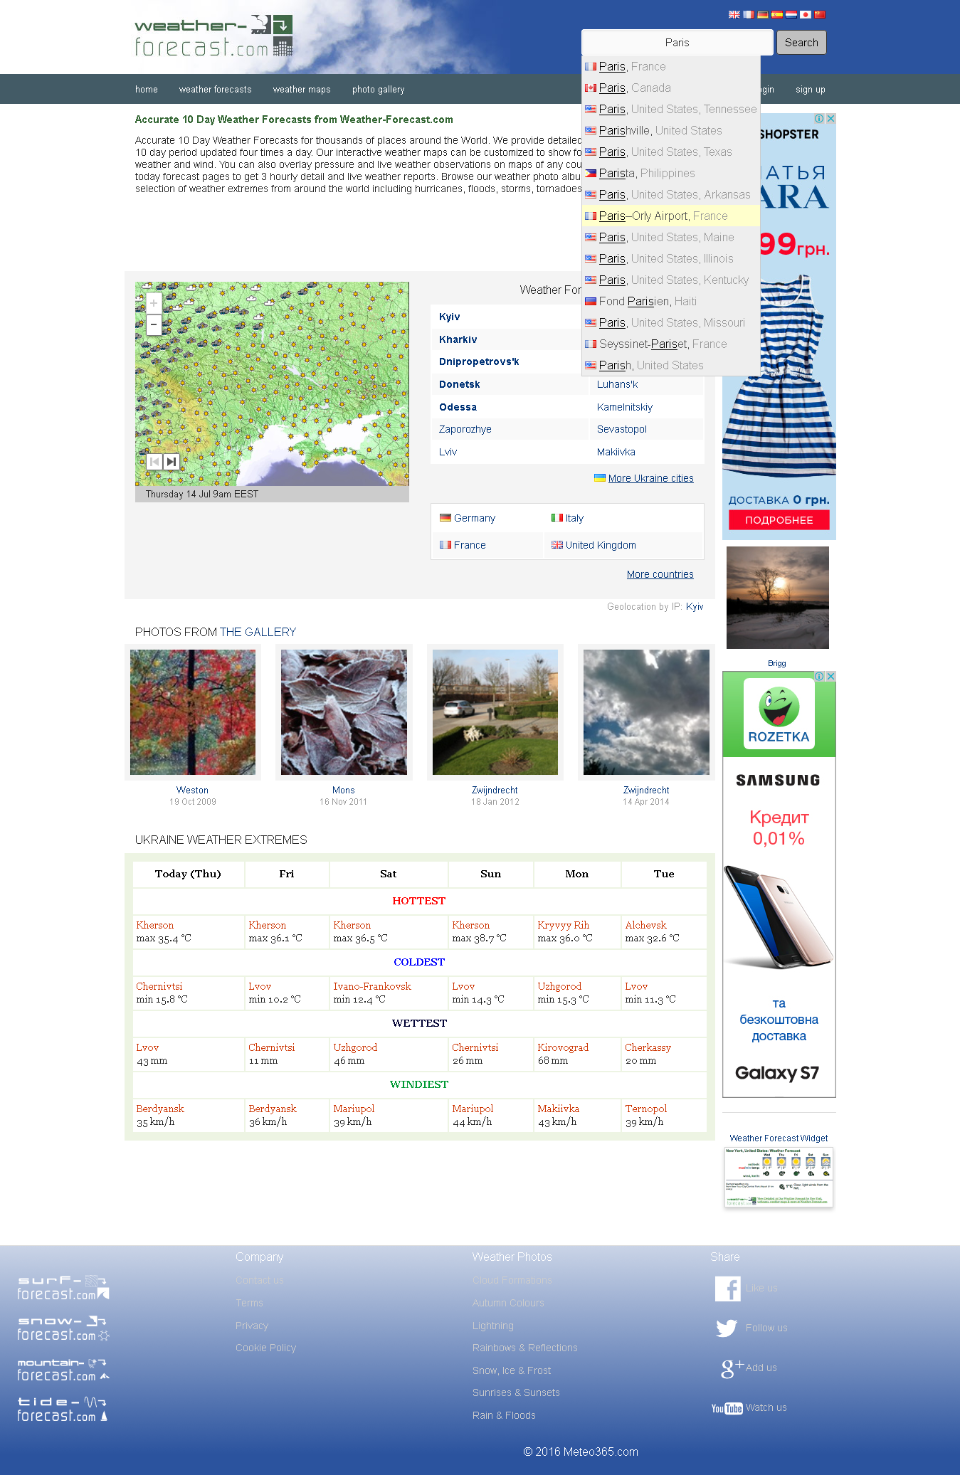 weather-
forecast.com
Paris
Search
home
weather forecasts
weather maps
photo gallery
sign up
Paris, France
Paris, Canada
Paris, United States, Tennessee
Parishville, United States
Paris, United States, Texas
Parista, Philippines
Paris, United States, Arkansas
Paris–Orly Airport, France
Paris, United States, Maine
Paris, United States, Illinois
Paris, United States, Kentucky
Fond Parisien, Haiti
Paris, United States, Missouri
Seyssinet-Pariset, France
Parish, United States
Accurate 10 Day Weather Forecasts from Weather-Forecast.com
Accurate 10 Day Weather Forecasts for thousands of places around the World. We provide detailed
10 day period updated four times a day. Our interactive weather maps can be customized to show
weather and wind. You can also overlay pressure and live weather observations on maps of any
today forecast pages to get 3 hourly detail and live weather reports. Browse our weather photo
selection of weather extremes from around the world including hurricanes, floods, storms, tornadoes
Thursday 14 Jul 9am EEST
Weather
Kyiv
Kharkiv
Dnipropetrovs'k
Donetsk
Luhans'k
Odessa
Kamelnitskiy
Zaporozhye
Sevastopol
Lviv
Makiivka
More Ukraine cities
Germany
Italy
France
United Kingdom
More countries
Geolocation by IP: Kyiv
SHOPSTER
99 грн.
ДОСТАВКА 0 грн.
ПОДРОБНЕЕ
Brigg
PHOTOS FROM THE GALLERY
Weston
19 Oct 2009
Mons
16 Nov 2011
Zwijndrecht
18 Jan 2012
Zwijndrecht
14 Apr 2014
ROZETKA
SAMSUNG
Кредит
0,01%
та
безкоштовна
доставка
Galaxy S7
UKRAINE WEATHER EXTREMES
Today (Thu) Fri Sat Sun Mon Tue
HOTTEST
Kherson Kherson Kherson Kherson Kryvyy Rih Alchevsk
max 35.4 °C max 36.1 °C max 36.5 °C max 38.7 °C max 36.0 °C max 32.6 °C
COLDEST
Chernivtsi Lvov Ivano-Frankovsk Lvov Uzhgorod Lvov
min 15.8 °C min 10.2 °C min 12.4 °C min 14.3 °C min 15.3 °C min 11.3 °C
WETTEST
Lvov Chernivtsi Uzhgorod Chernivtsi Kirovograd Cherkassy
43 mm 11 mm 46 mm 26 mm 68 mm 20 mm
WINDIEST
Berdyansk Berdyansk Mariupol Mariupol Makiivka Ternopol
35 km/h 36 km/h 39 km/h 44 km/h 43 km/h 39 km/h
Weather Forecast Widget
surf-
forecast.com
snow-
forecast.com
mountain-
forecast.com
tide-
forecast.com
Company
Contact us
Terms
Privacy
Cookie Policy
Weather Photos
Cloud Formations
Autumn Colours
Lightning
Rainbows & Reflections
Snow, Ice & Frost
Sunrises & Sunsets
Rain & Floods
Share
Like us
Follow us
Add us
YouTube Watch us
© 2016 Meteo365.com